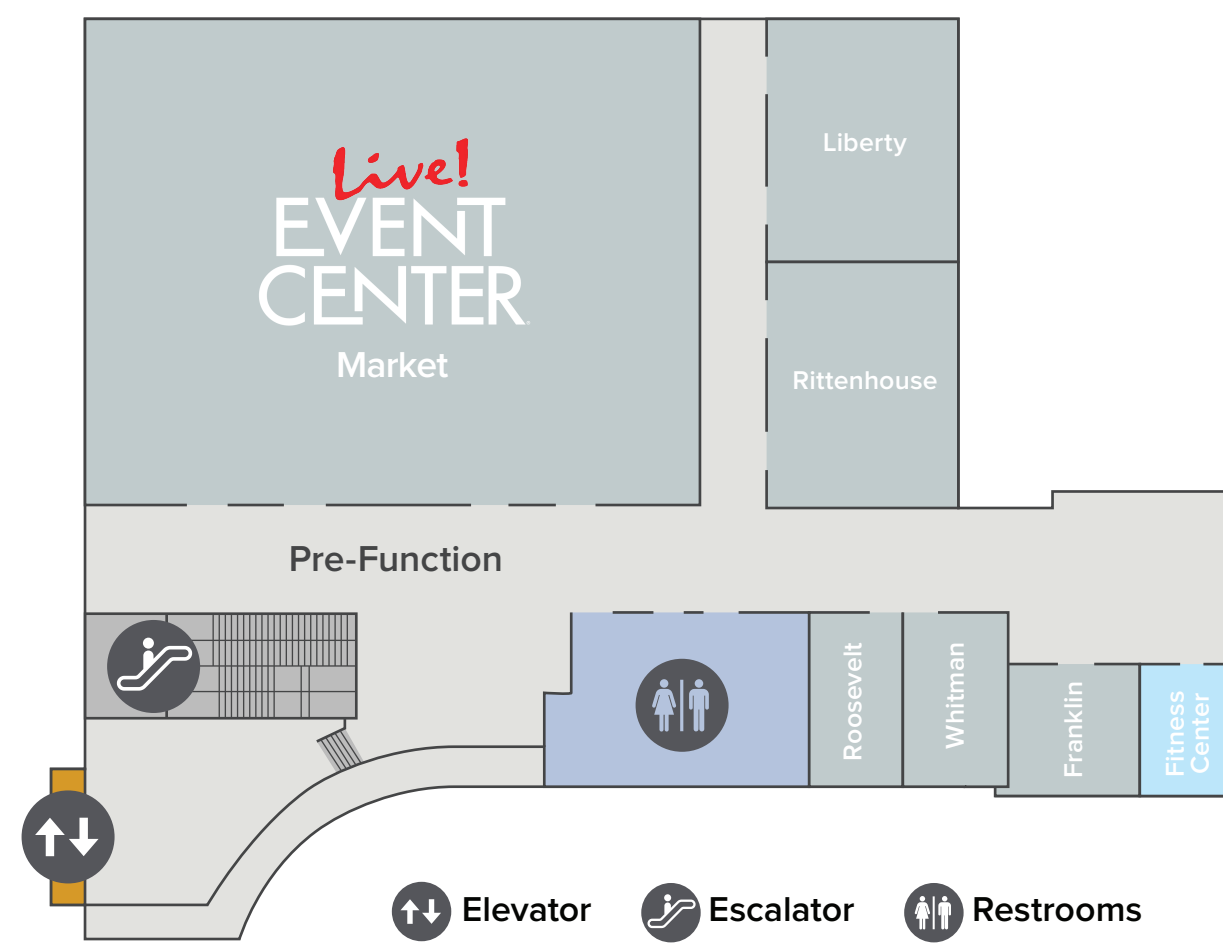 Live!
EVENT
CENTER
Market
Liberty
Rittenhouse
Pre-Function
Roosevelt
Whitman
Franklin
Fitness
Center
Elevator
Escalator
Restrooms